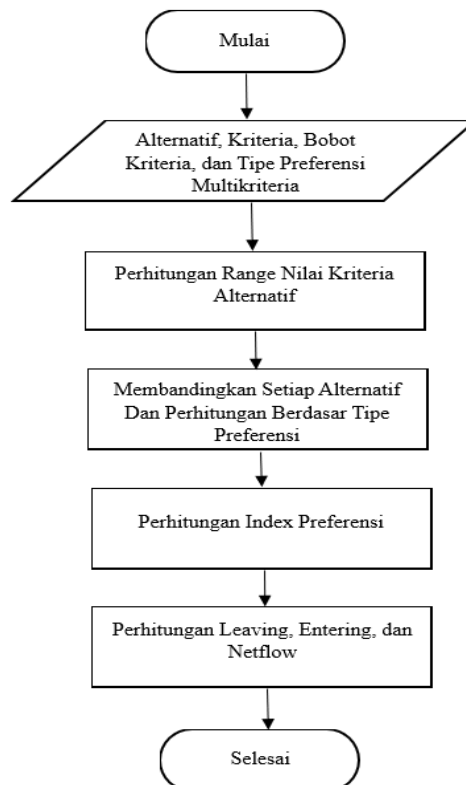 Mulai
Alternatif, Kriteria, Bobot
Kriteria, dan Tipe Preferensi
Multikriteria
Perhitungan Range Nilai Kriteria
Alternatif
Membandingkan Setiap Alternatif
Dan Perhitungan Berdasar Tipe
Preferensi
Perhitungan Index Preferensi
Perhitungan Leaving, Entering, dan
Netflow
Selesai